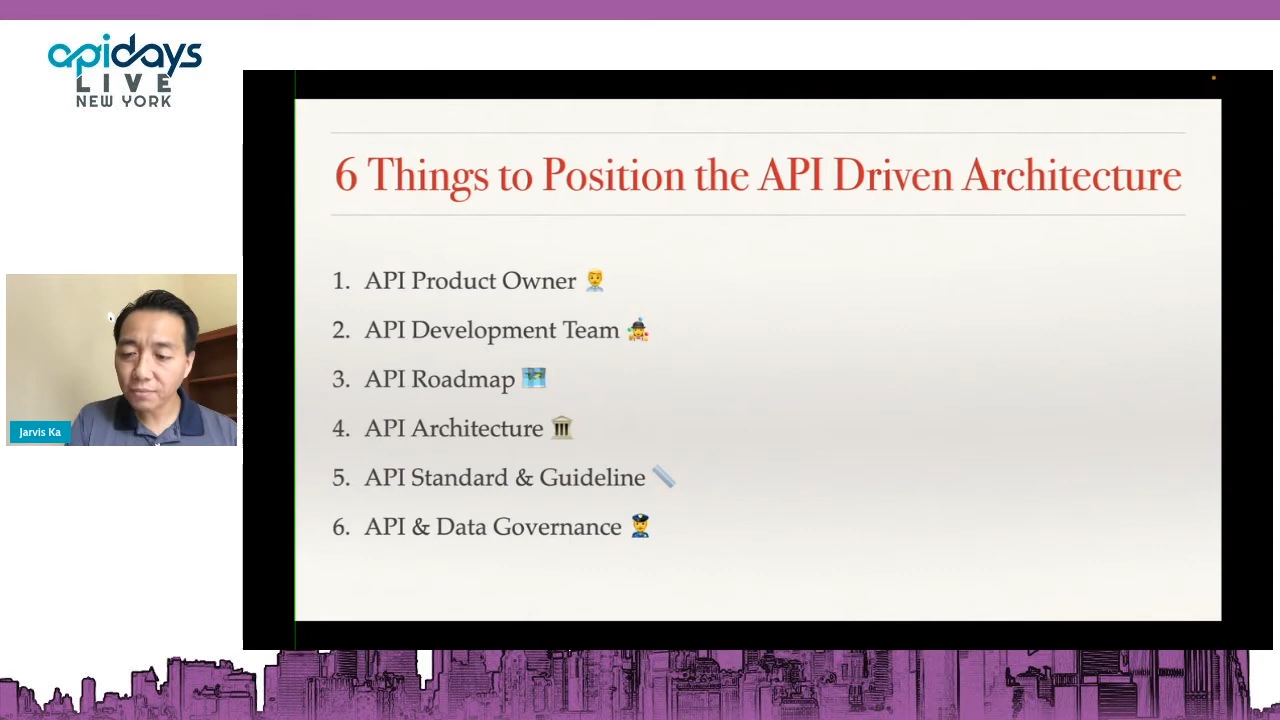 apidays
LIVE
NEW YORK
6 Things to Position the API Driven Architecture
1. API Product Owner
2. API Development Team
3. API Roadmap
4. API Architecture
5. API Standard & Guideline
6. API & Data Governance
Jarvis Ka